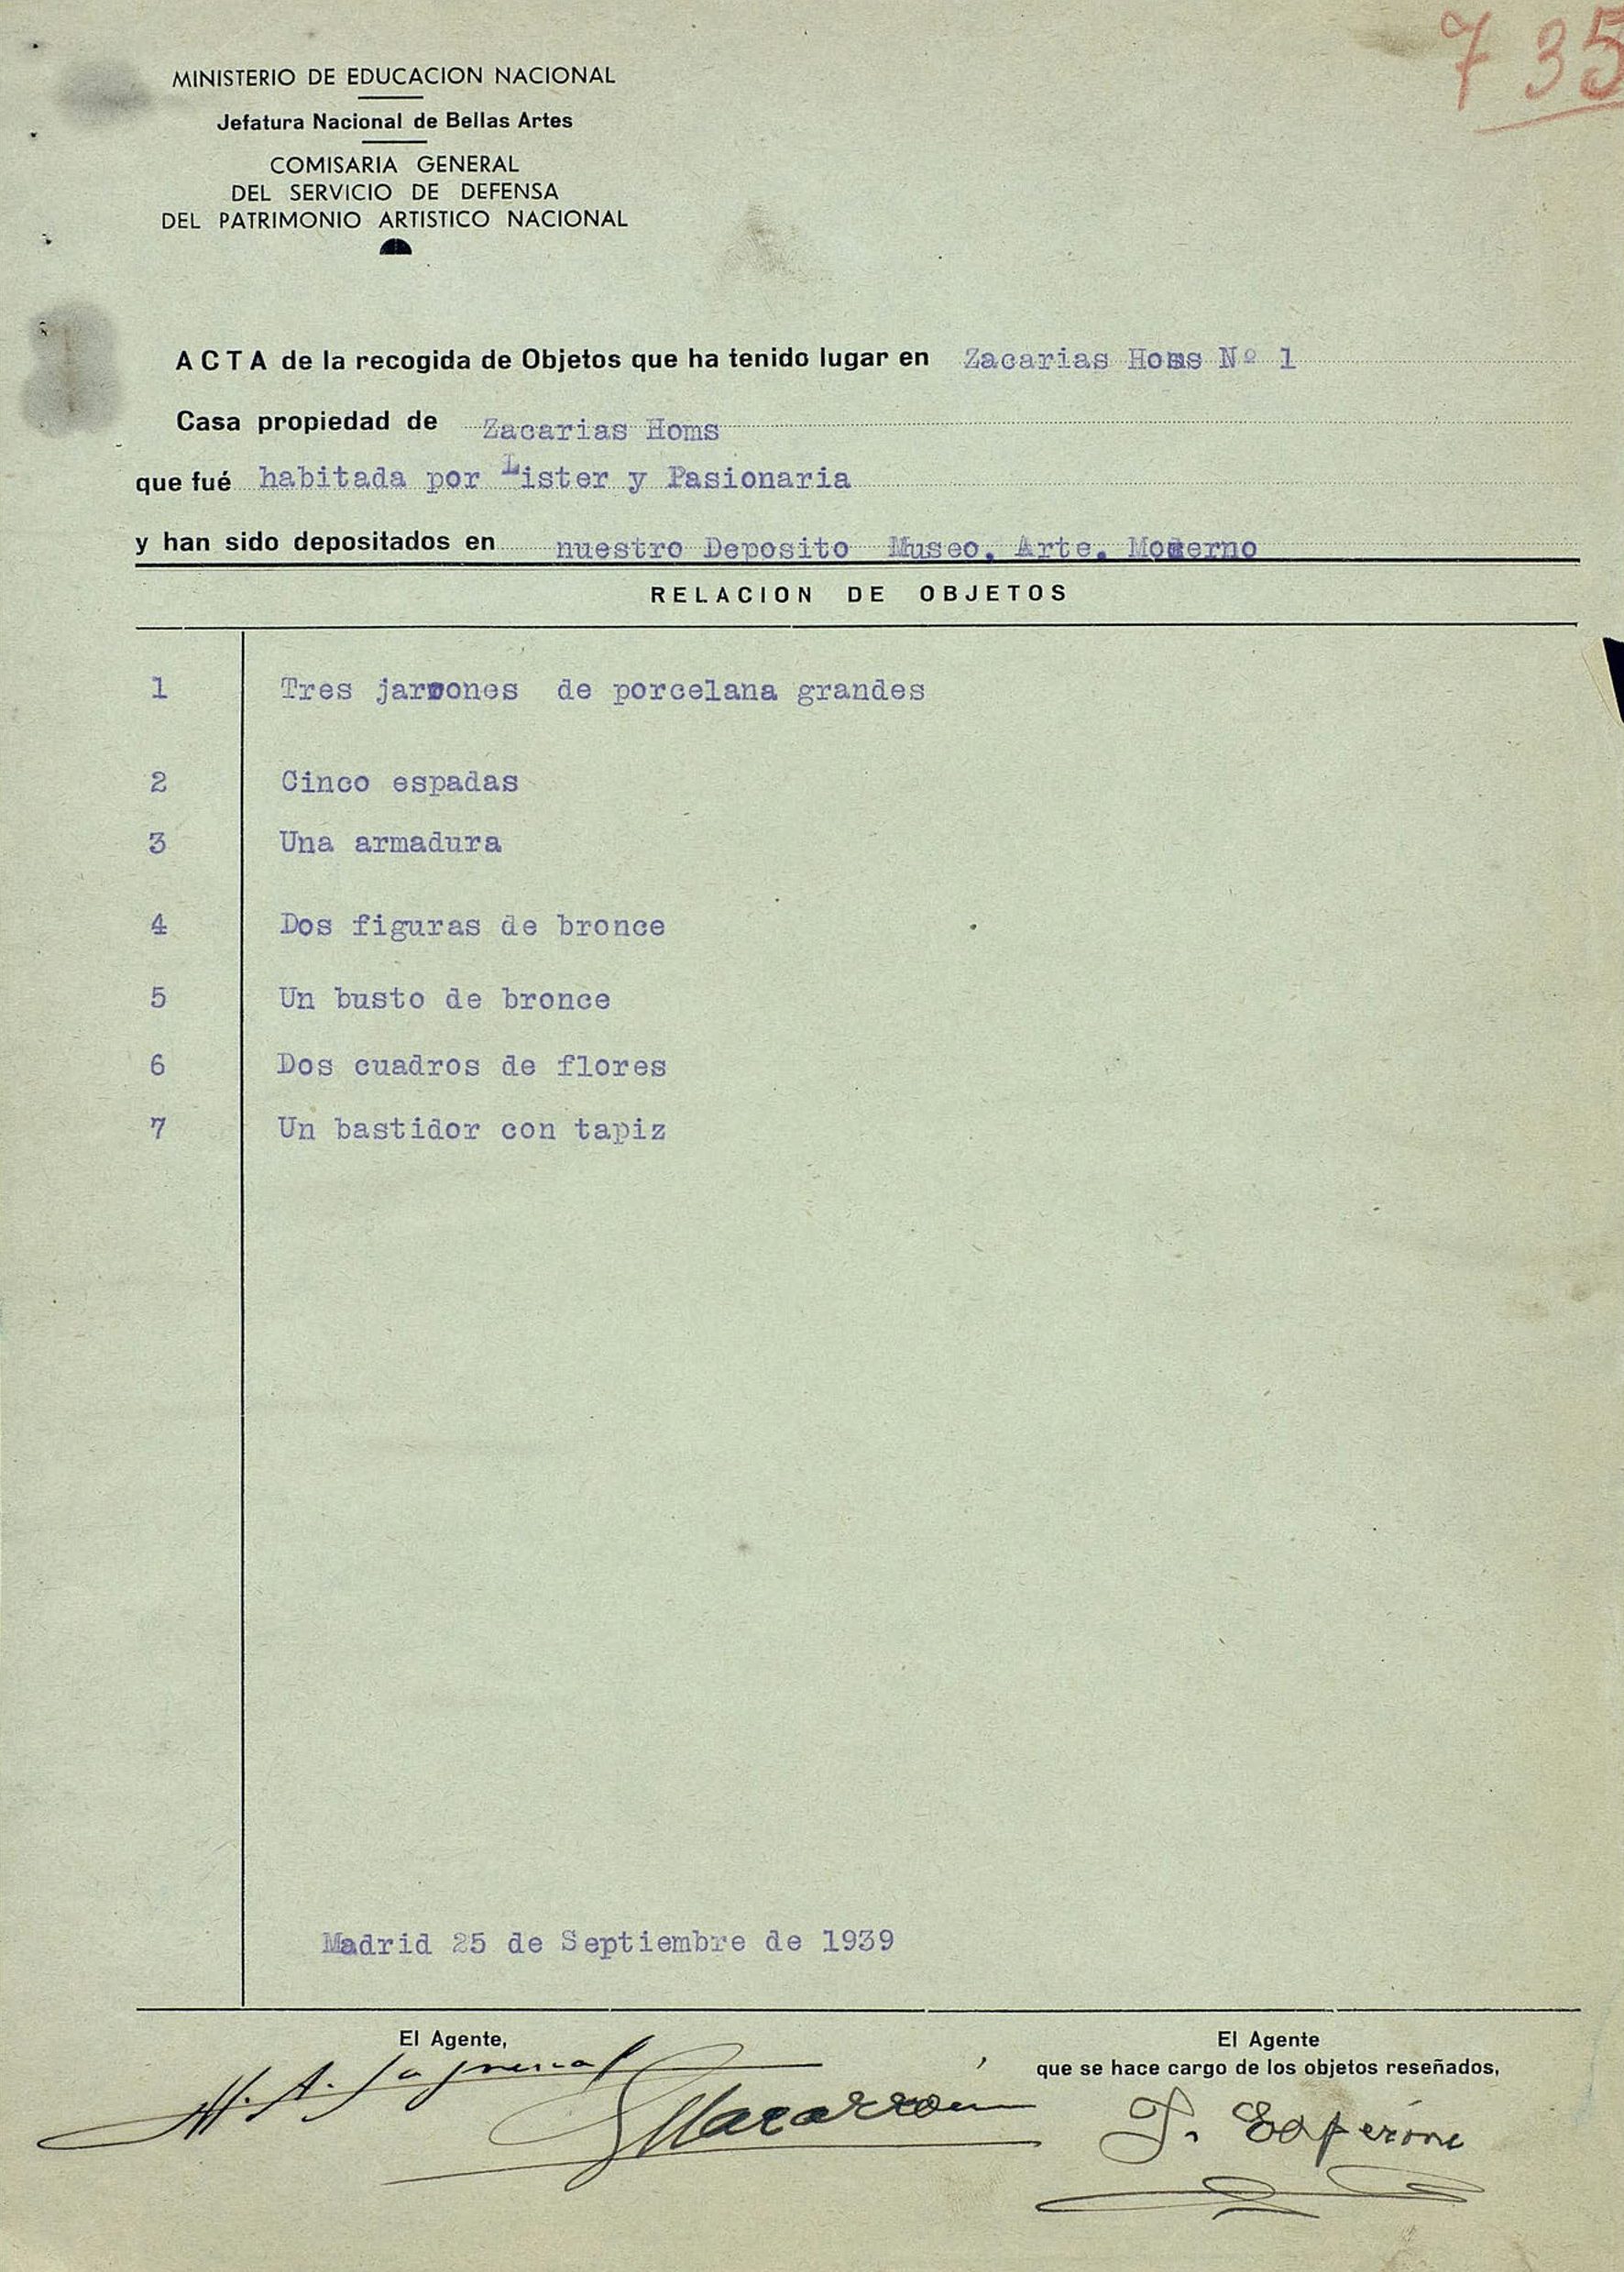 735
MINISTERIO DE EDUCACION NACIONAL
Jefatura Nacional de Bellas Artes
COMISARIA GENERAL
DEL SERVICIO DE DEFENSA
DEL PATRIMONIO ARTISTICO NACIONAL
ACTA de la recogida de Objetos que ha tenido lugar en Zacarias Homs Nº 1
Casa propiedad de Zacarias Homs
que fué habitada por Lister y Pasionaria
y han sido depositados en nuestro Deposito Museo. Arte. Moderno
RELACION DE OBJETOS
1 Tres jarrones de porcelana grandes
2 Cinco espadas
3 Una armadura
4 Dos figuras de bronce
5 Un busto de bronce
6 Dos cuadros de flores
7 Un bastidor con tapiz
Madrid 25 de Septiembre de 1939
El Agente,
El Agente
que se hace cargo de los objetos reseñados,
Macarrón